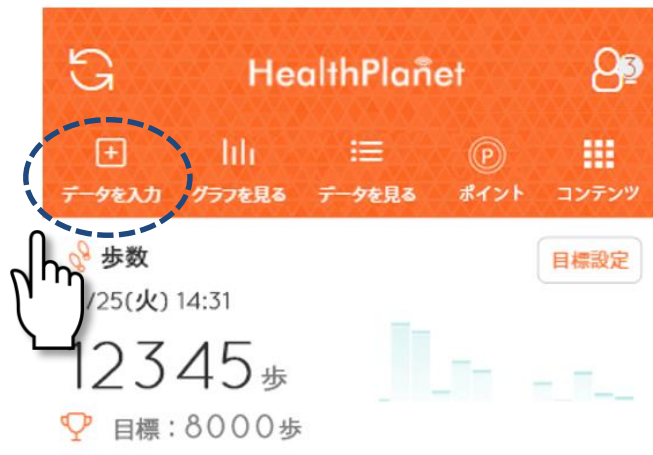 HealthPlanet
3
データを入力 グラフを見る データを見る ポイント コンテンツ
歩数
目標設定
/25(火) 14:31
12345歩
目標：8000歩